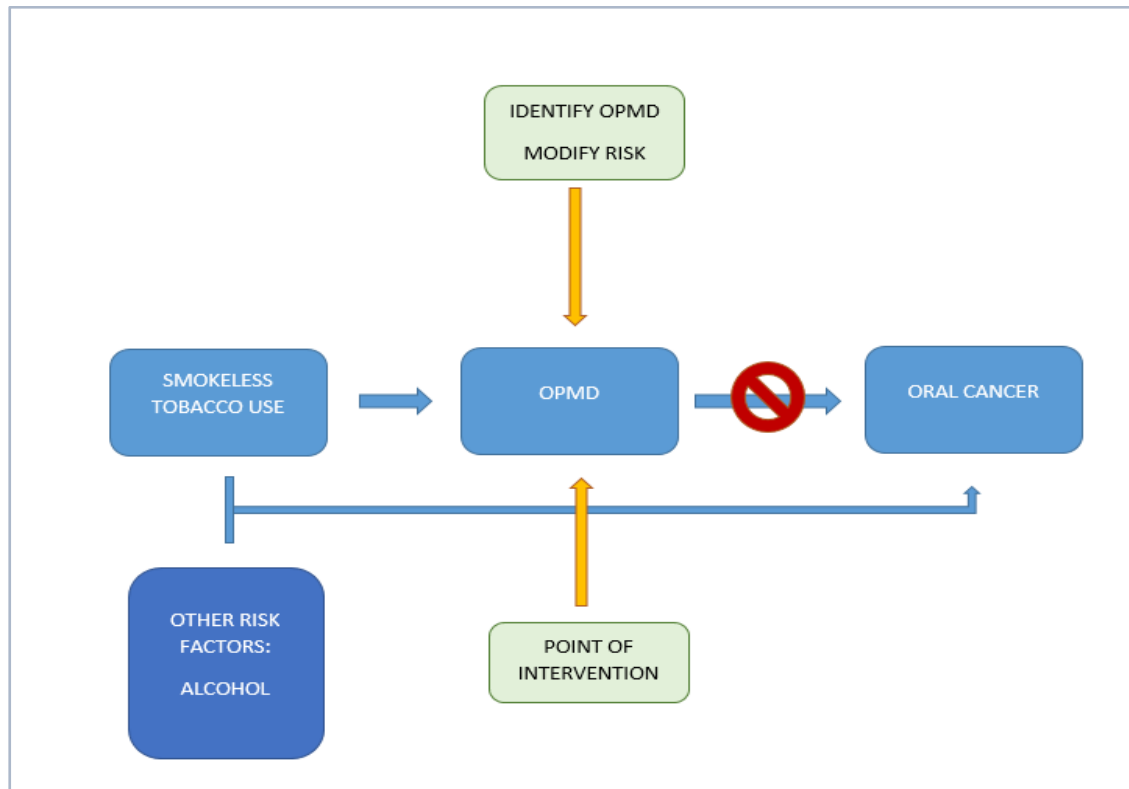 IDENTIFY OPMD
MODIFY RISK
SMOKELESS
TOBACCO USE
OPMD
ORAL CANCER
OTHER RISK
FACTORS:
ALCOHOL
POINT OF
INTERVENTION